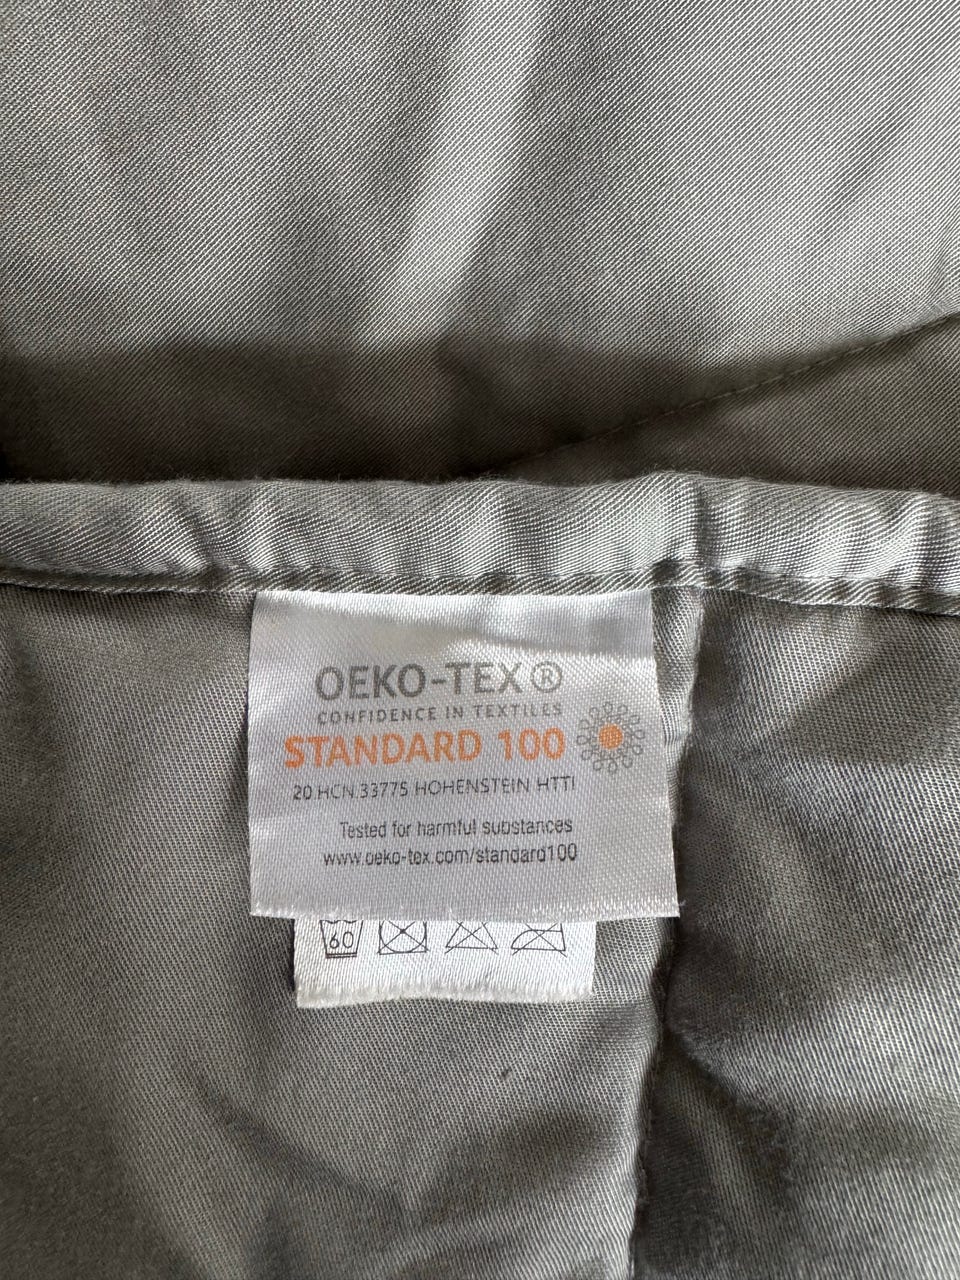 OEKO-TEX®
CONFIDENCE IN TEXTILES
STANDARD 100
20.HCN.33775 HOHENSTEIN HTTI
Tested for harmful substances
www.oeko-tex.com/standard100
60